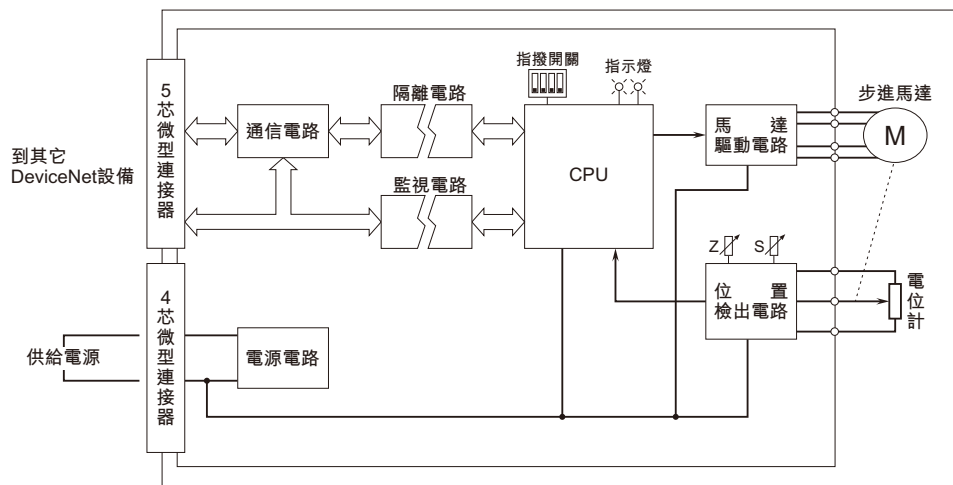 指撥開關
指示燈
5芯微型連接器
通信電路
隔離電路
監視電路
CPU
馬達
驅動電路
步進馬達
M
到其它
DeviceNet設備
Z
S
位置
檢出電路
電位計
4芯微型連接器
供給電源
電源電路